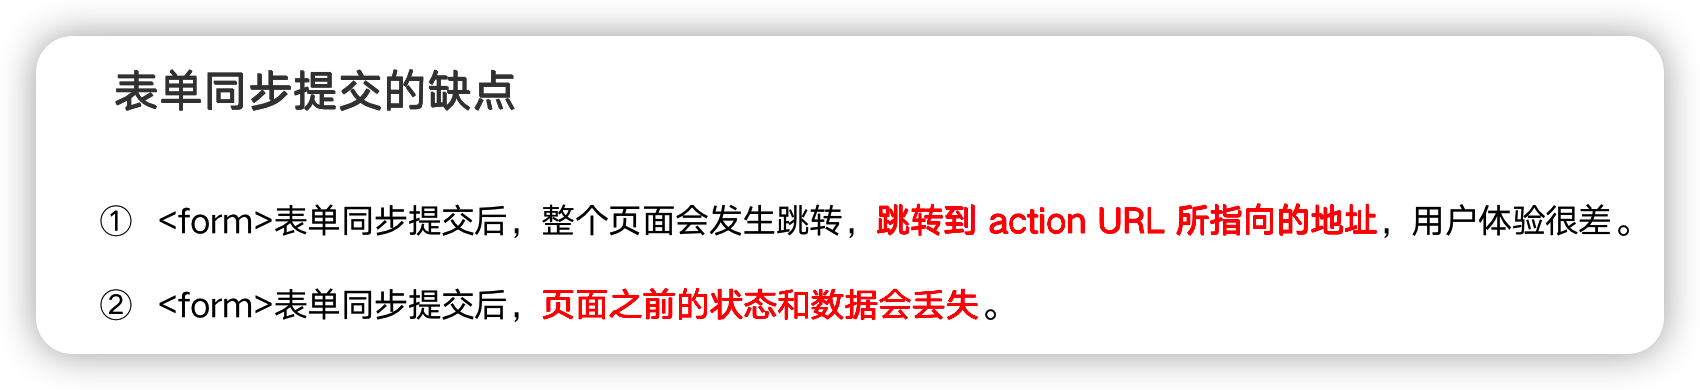 表单同步提交的缺点
① <form>表单同步提交后，整个页面会发生跳转，跳转到 action URL 所指向的地址，用户体验很差。
② <form>表单同步提交后，页面之前的状态和数据会丢失。